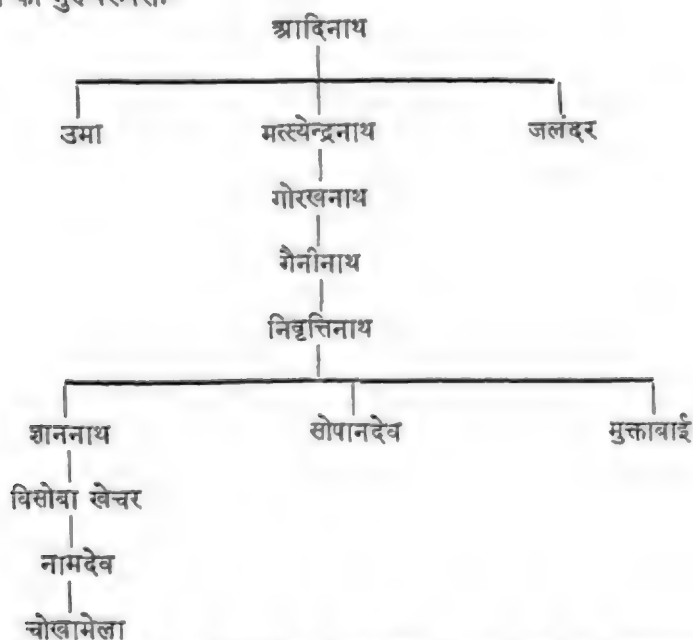 आदिनाथ
उमा मत्स्येन्द्रनाथ जलंदर
गोरखनाथ
गैनीनाथ
निवृत्तिनाथ
ज्ञाननाथ सोपानदेव मुक्ताबाई
विसोबा खेचर
नामदेव
चोखामेला